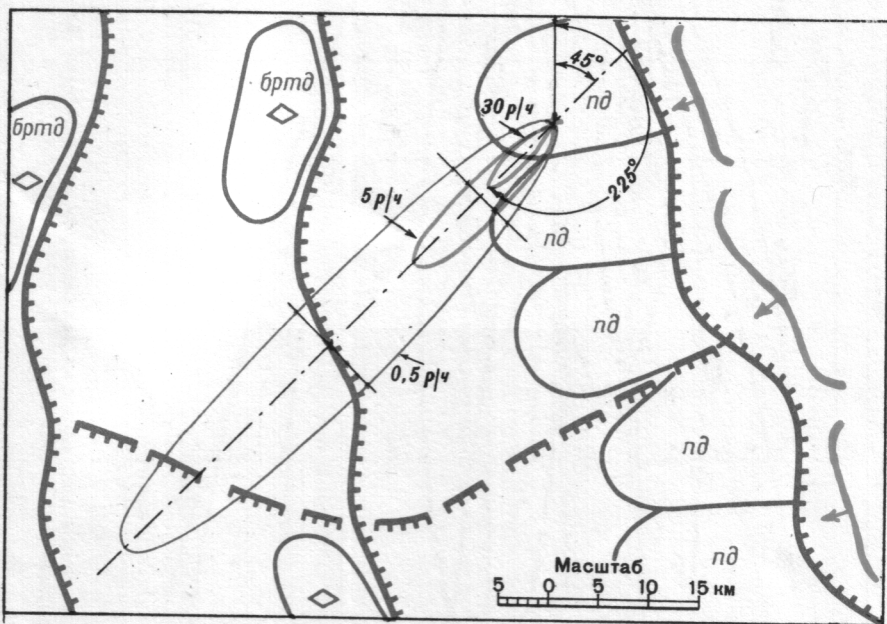 45°
бртд
пд
бртд
30 р/ч
225°
5 р/ч
пд
пд
0,5 р/ч
пд
Масштаб
пд
5 0 5 10 15 км